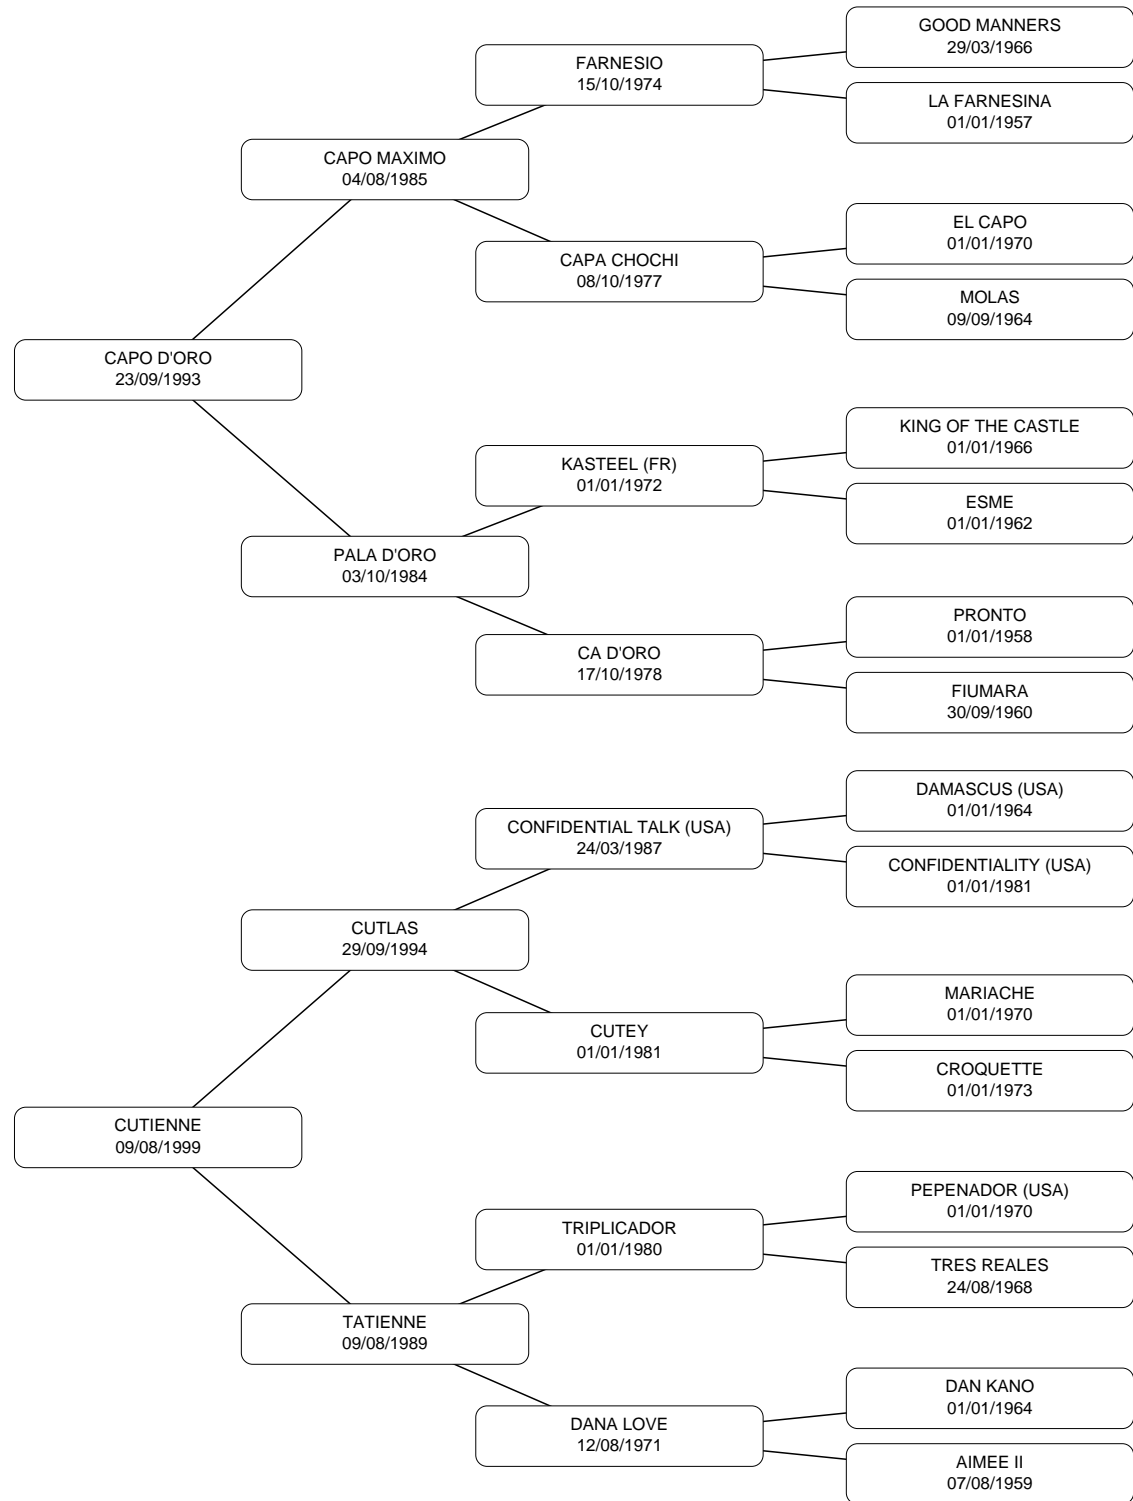 GOOD MANNERS
29/03/1966
FARNESIO
15/10/1974
LA FARNESINA
01/01/1957
CAPO MAXIMO
04/08/1985
EL CAPO
01/01/1970
CAPA CHOCHI
08/10/1977
MOLAS
09/09/1964
CAPO D'ORO
23/09/1993
KING OF THE CASTLE
01/01/1966
KASTEEL (FR)
01/01/1972
ESME
01/01/1962
PALA D'ORO
03/10/1984
PRONTO
01/01/1958
CA D'ORO
17/10/1978
FIUMARA
30/09/1960
DAMASCUS (USA)
01/01/1964
CONFIDENTIAL TALK (USA)
24/03/1987
CONFIDENTIALITY (USA)
01/01/1981
CUTLAS
29/09/1994
MARIACHE
01/01/1970
CUTEY
01/01/1981
CROQUETTE
01/01/1973
CUTIENNE
09/08/1999
PEPENADOR (USA)
01/01/1970
TRIPLICADOR
01/01/1980
TRES REALES
24/08/1968
TATIENNE
09/08/1989
DAN KANO
01/01/1964
DANA LOVE
12/08/1971
AIMEE II
07/08/1959